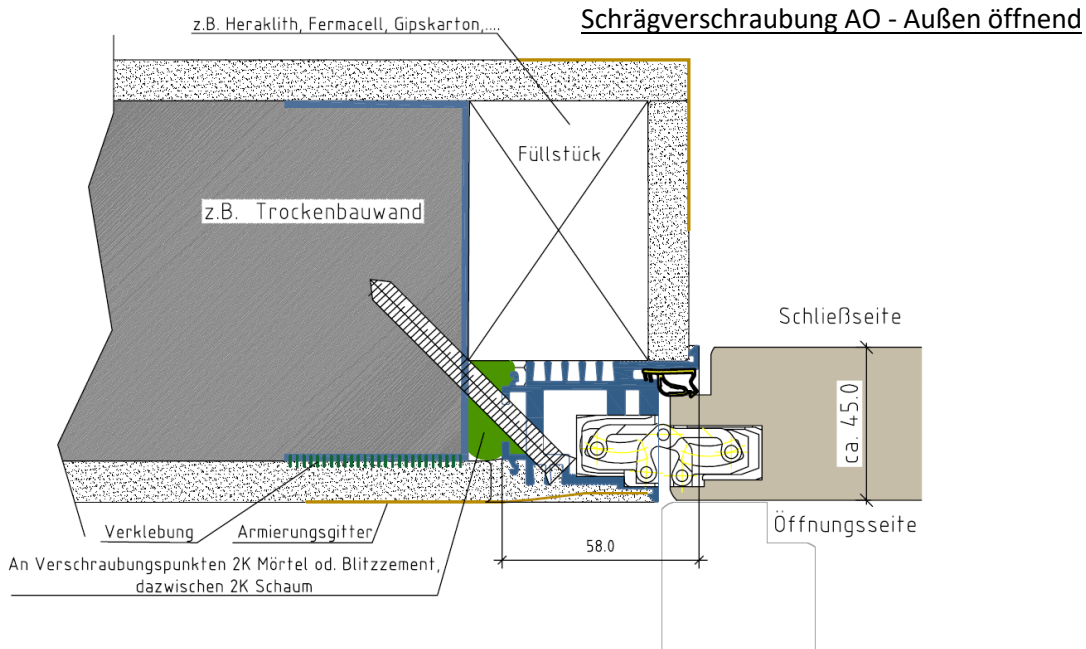 Schrägverschraubung AO - Außen öffnend
z.B. Heraklith, Fermacell, Gipskarton,....
Füllstück
z.B. Trockenbauwand
Schließseite
ca. 45.0
Öffnungsseite
Verklebung
Armierungsgitter
58.0
An Verschraubungspunkten 2K Mörtel od. Blitzzement,
dazwischen 2K Schaum